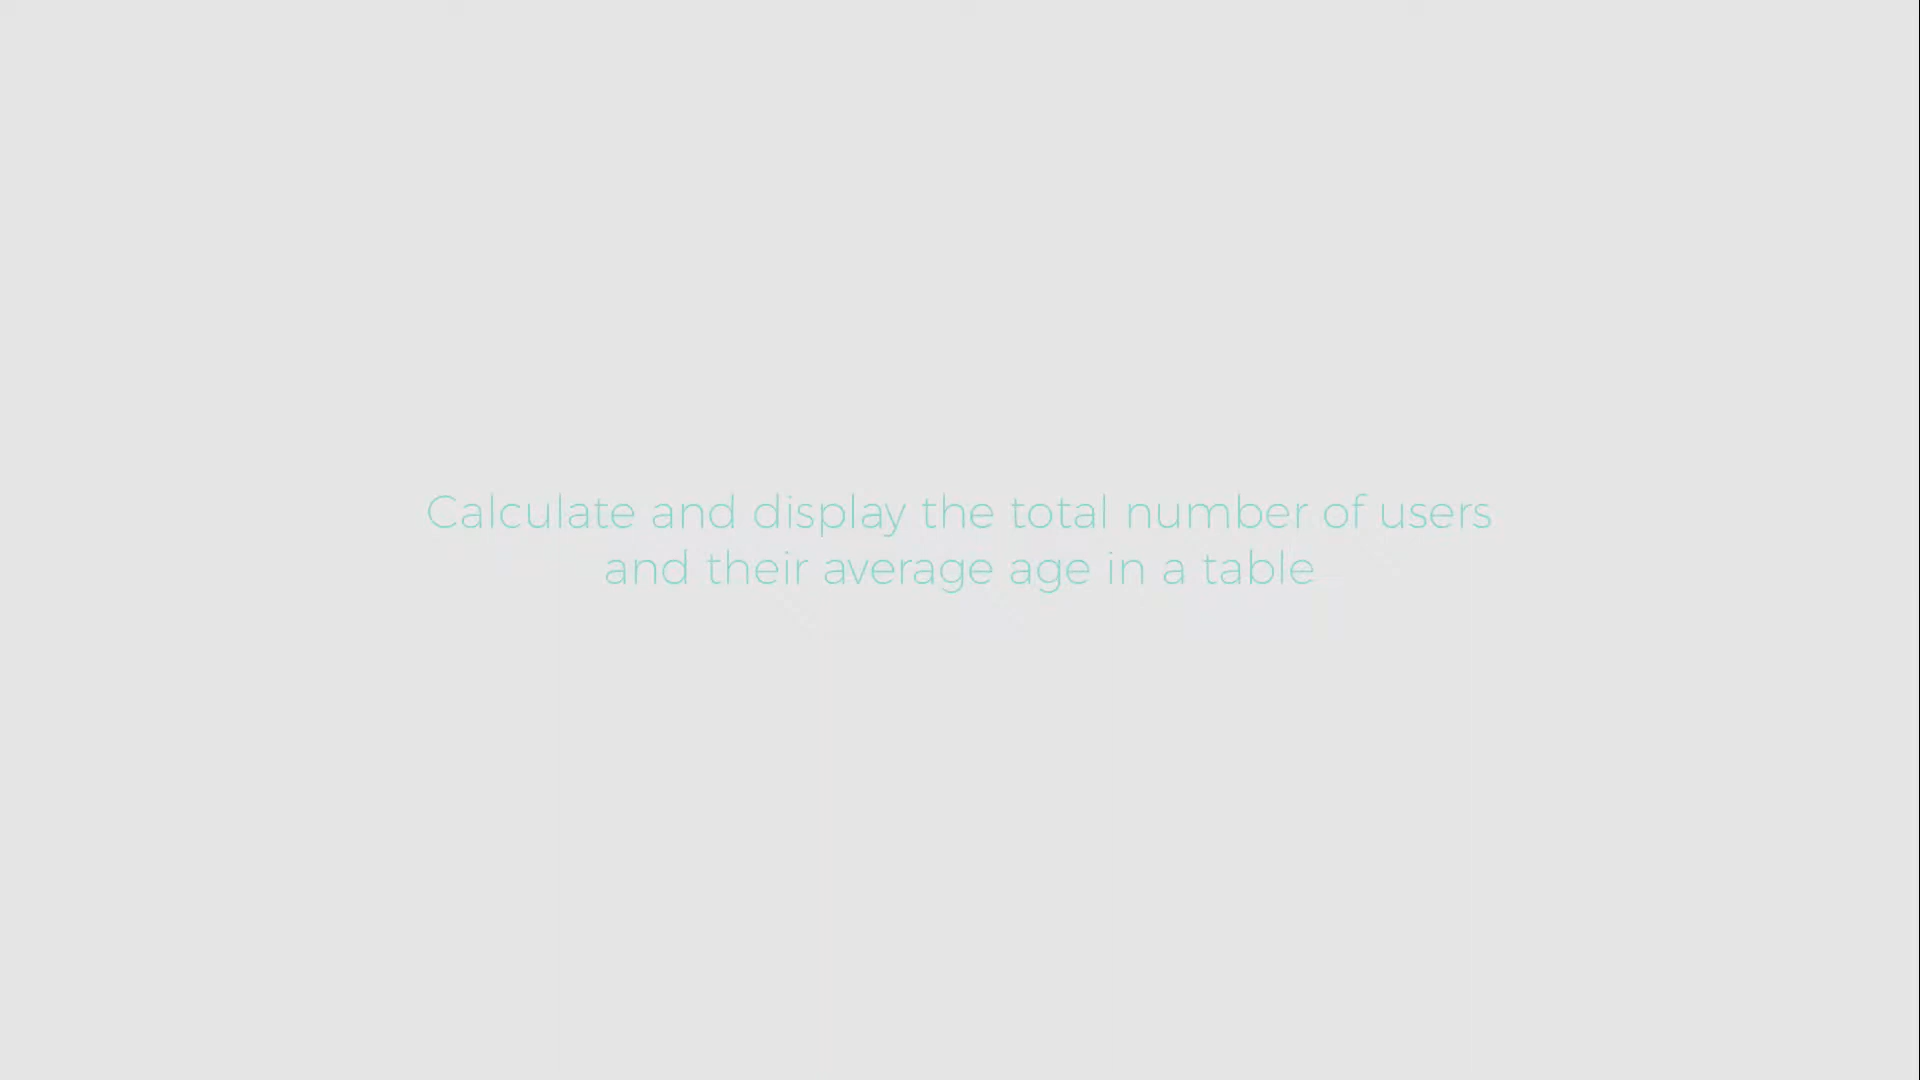 Calculate and display the total number of users
and their average age in a table